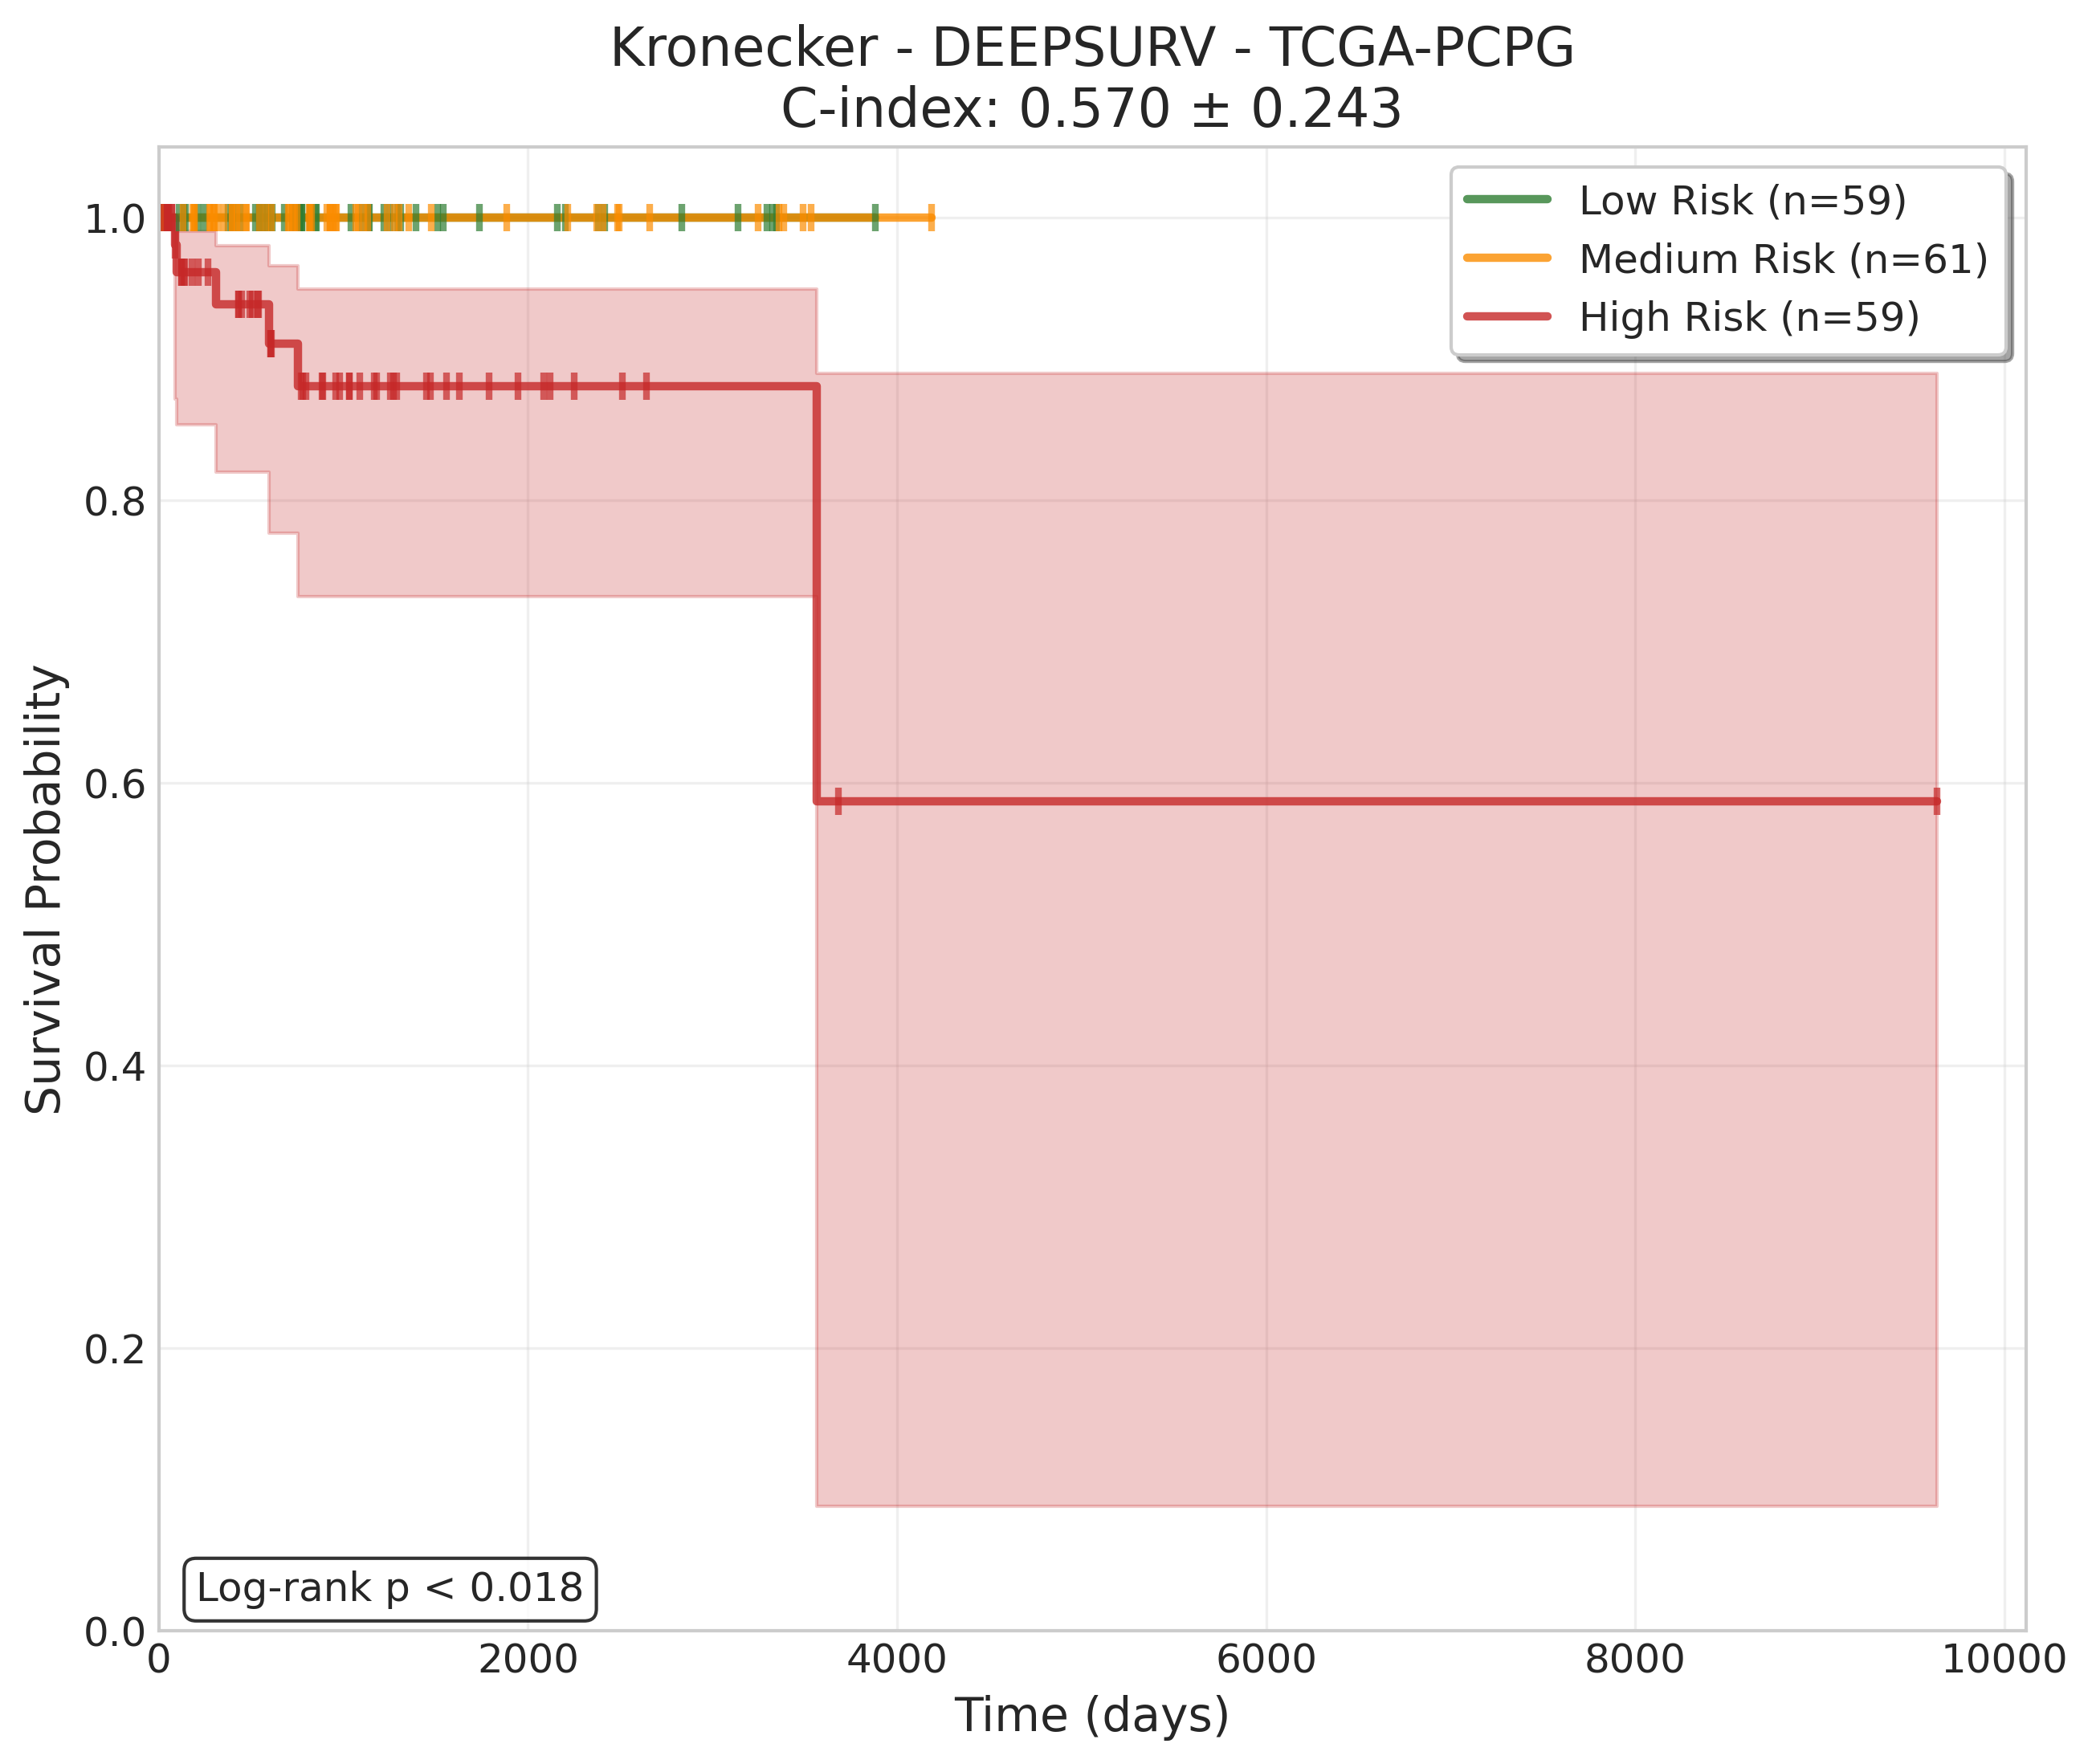 Kronecker - DEEPSURV - TCGA-PCPG
C-index: 0.570 ± 0.243
Low Risk (n=59)
Medium Risk (n=61)
High Risk (n=59)
Survival Probability
1.0
0.8
0.6
0.4
0.2
0.0
Log-rank p < 0.018
0 2000 4000 6000 8000 10000
Time (days)